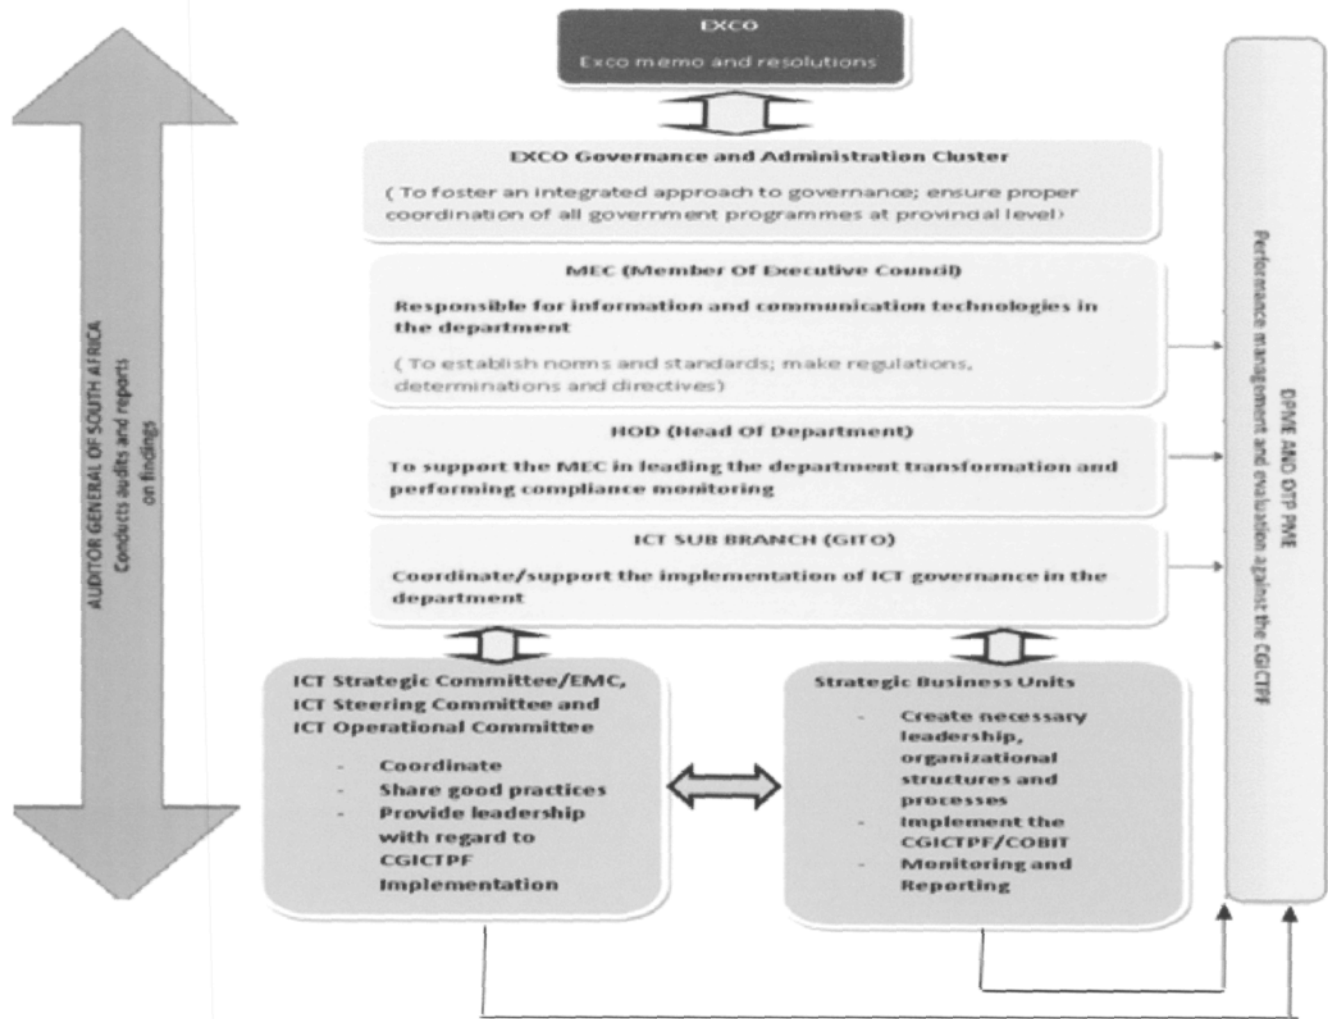 EXCO
Exco memo and resolutions
EXCO Governance and Administration Cluster
( To foster an integrated approach to governance; ensure proper
coordination of all government programmes at provincial level)
MEC (Member Of Executive Council)
Responsible for information and communication technologies in
the department
( To establish norms and standards; make regulations,
determinations and directives)
HOD (Head Of Department)
To support the MEC in leading the department transformation and
performing compliance monitoring
ICT SUB BRANCH (GITO)
Coordinate/support the implementation of ICT governance in the
department
ICT Strategic Committee/EMC,
ICT Steering Committee and
ICT Operational Committee
- Coordinate
- Share good practices
- Provide leadership
with regard to
CGICTPF
Implementation
Strategic Business Units
- Create necessary
leadership,
organizational
structures and
processes
- Implement the
CGICTPF/COBIT
- Monitoring and
Reporting
AUDITOR GENERAL OF SOUTH AFRICA
Conducts audits and reports
on findings
DPME AND OTP PME
Performance management and evaluation against the CGICTPF